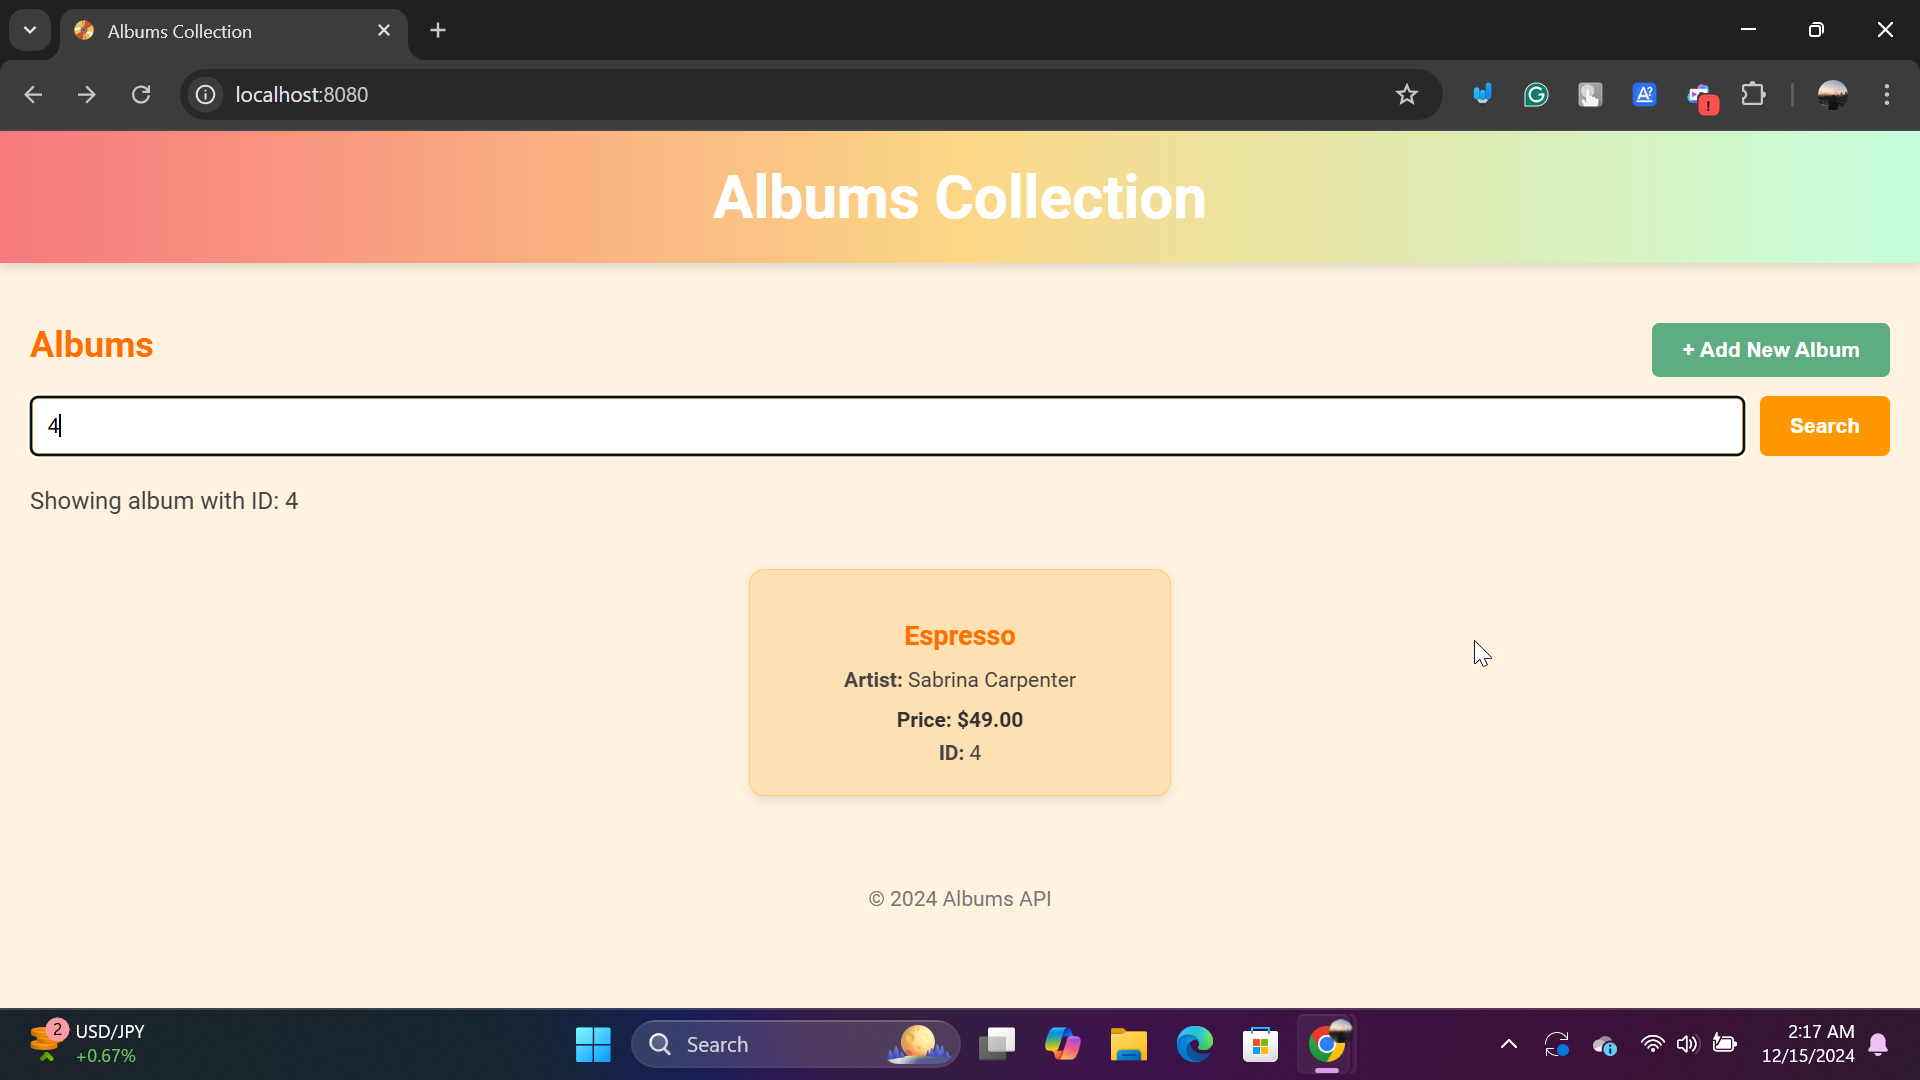 Albums Collection
localhost:8080
Albums Collection
Albums
+ Add New Album
4
Search
Showing album with ID: 4
Espresso
Artist: Sabrina Carpenter
Price: $49.00
ID: 4
© 2024 Albums API
2
USD/JPY
+0.67%
Search
2:17 AM
12/15/2024